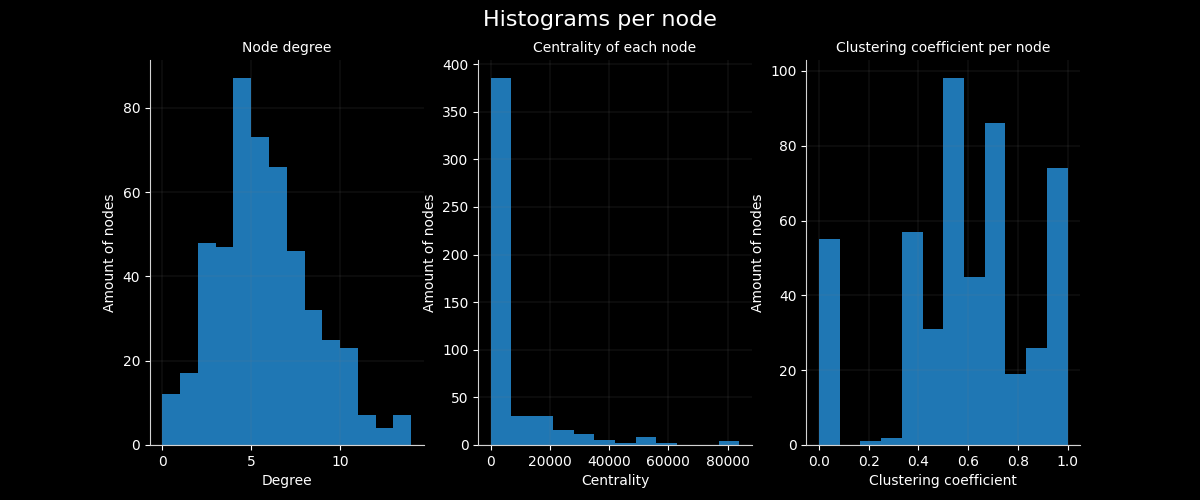 Histograms per node
Node degree
Amount of nodes
80
60
40
20
0
0 5 10
Degree
Centrality of each node
Amount of nodes
400
350
300
250
200
150
100
50
0
0 20000 40000 60000 80000
Centrality
Clustering coefficient per node
Amount of nodes
100
80
60
40
20
0
0.0 0.2 0.4 0.6 0.8 1.0
Clustering coefficient